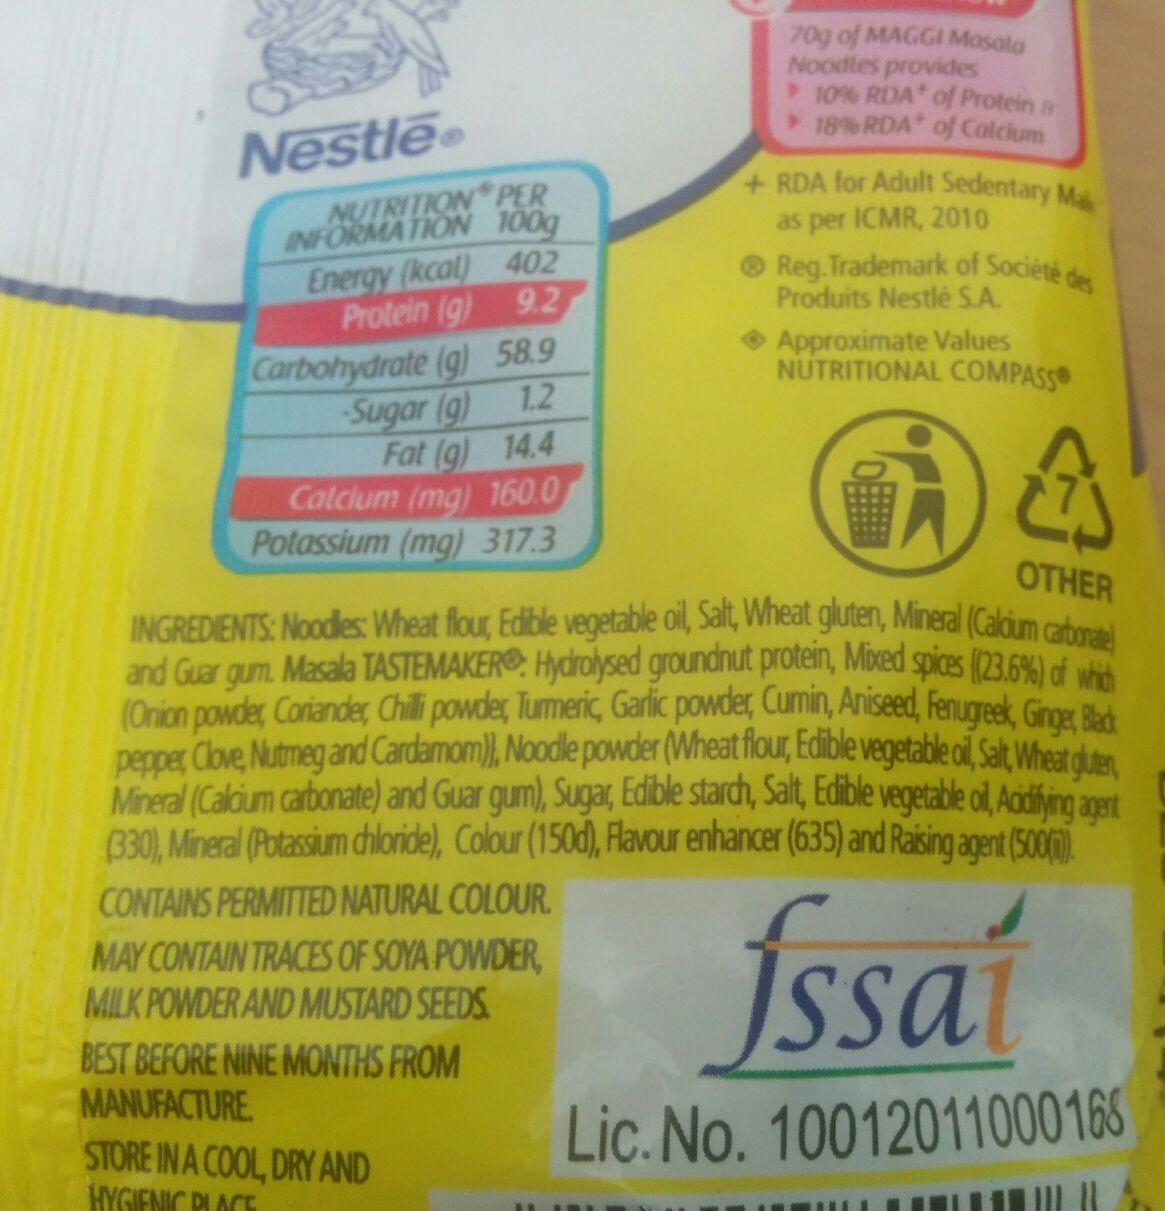 Nestlé®
70g of MAGGI Masala
Noodles provides
10% RDA+ of Protein &
18% RDA+ of Calcium
NUTRITION PER
INFORMATION 100g
Energy (kcal) 402
Protein (g) 9.2
Carbohydrate (g) 58.9
-Sugar (g) 1.2
Fat (g) 14.4
Calcium (mg) 160.0
Potassium (mg) 317.3
+ RDA for Adult Sedentary
as per ICMR, 2010
® Reg. Trademark of Société des
Produits Nestlé S.A.
Approximate Values
NUTRITIONAL COMPASS®
7
OTHER
INGREDIENTS: Noodles: Wheat flour, Edible vegetable oil, Salt, Wheat gluten, Mineral (Calcium carbonate)
and Guar gum. Masala TASTEMAKER®: Hydrolysed groundnut protein, Mixed spices {(23.6%) of which
(Onion powder, Coriander, Chilli powder, Turmeric, Garlic powder, Cumin, Aniseed, Fenugreek, Ginger, Black
pepper, Clove, Nutmeg and Cardamom)}, Noodle powder (Wheat flour, Edible vegetable oil, Salt, Wheat gluten,
Mineral (Calcium carbonate) and Guar gum), Sugar, Edible starch, Salt, Edible vegetable oil, Acidifying agent
(330), Mineral (Potassium chloride), Colour (150d), Flavour enhancer (635) and Raising agent (500(ii)).
CONTAINS PERMITTED NATURAL COLOUR.
MAY CONTAIN TRACES OF SOYA POWDER,
MILK POWDER AND MUSTARD SEEDS.
BEST BEFORE NINE MONTHS FROM
MANUFACTURE.
STORE IN A COOL, DRY AND
HYGIENIC PLACE
fssai
Lic. No. 10012011000168